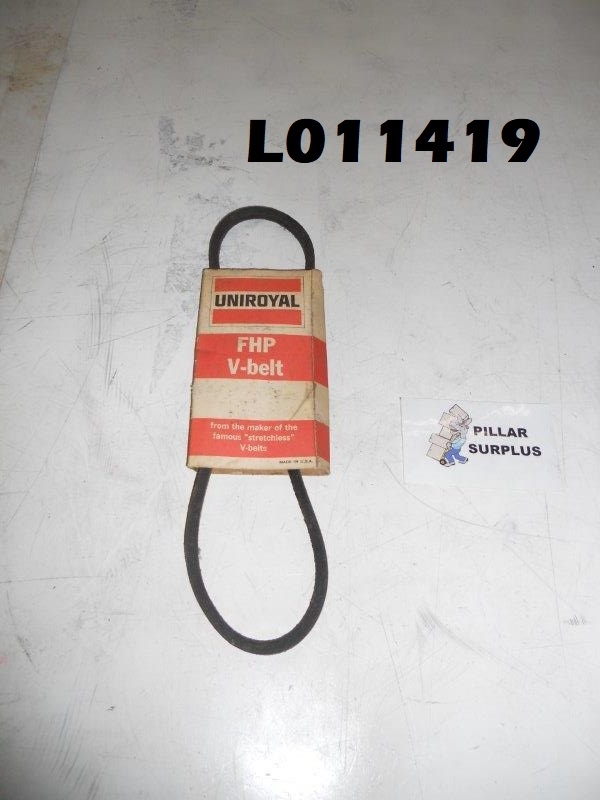 L011419
UNIROYAL
FHP
V-belt
from the maker of the
famous "stretchless"
V-belts
MADE IN U.S.A.
PILLAR
SURPLUS